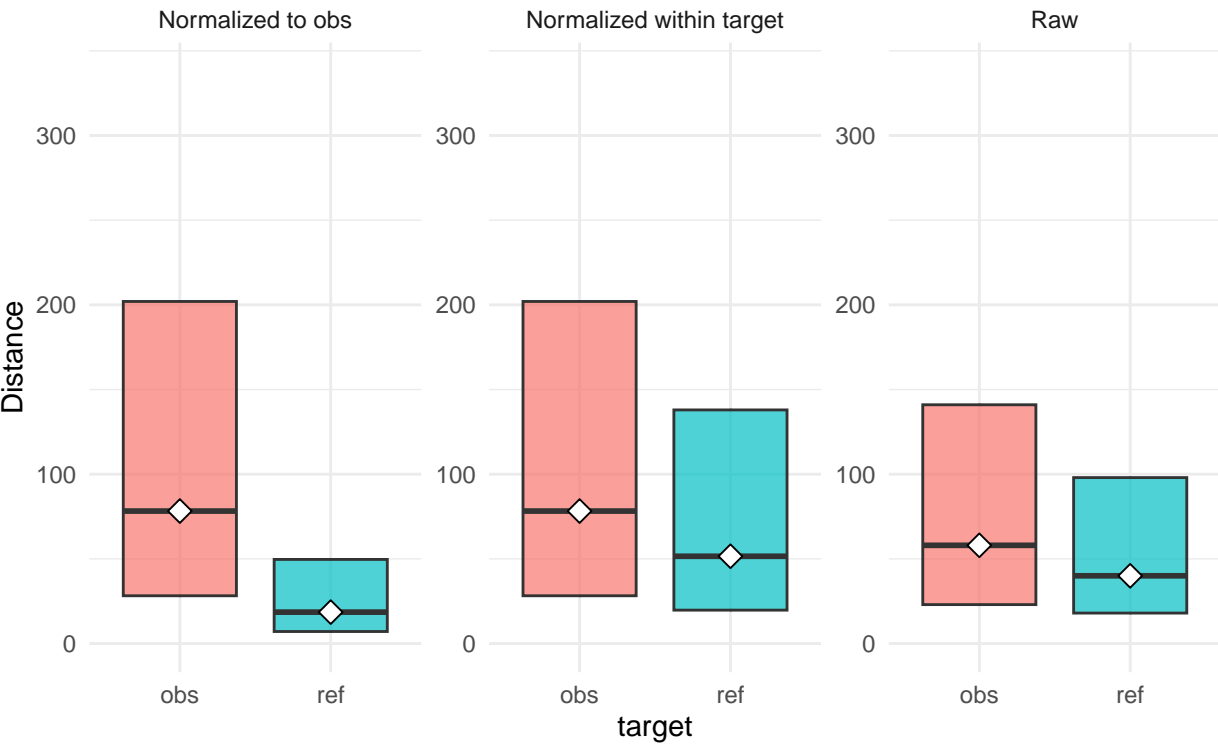 Normalized to obs
Normalized within target
Raw
Distance
300
200
100
0
300
200
100
0
300
200
100
0
obs
ref
obs
ref
obs
ref
target